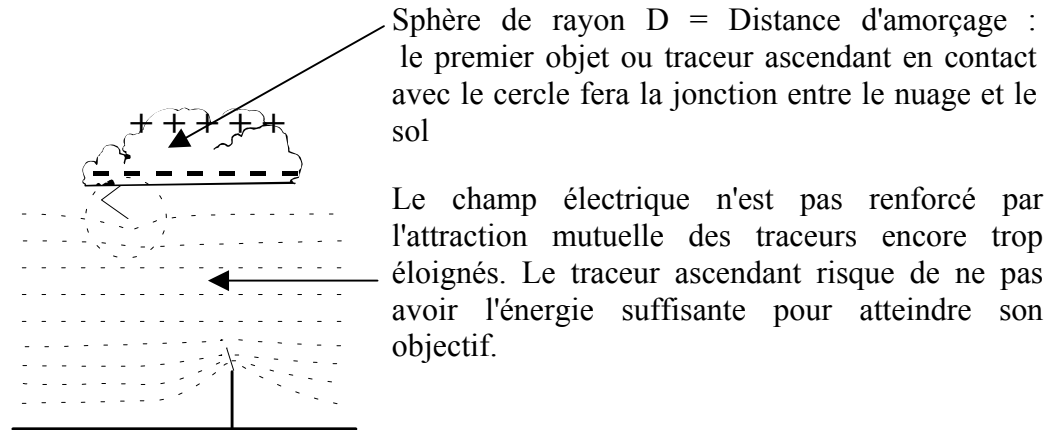 Sphère de rayon D = Distance d'amorçage :
le premier objet ou traceur ascendant en contact
avec le cercle fera la jonction entre le nuage et le
sol
+ + + + +
Le champ électrique n'est pas renforcé par
l'attraction mutuelle des traceurs encore trop
éloignés. Le traceur ascendant risque de ne pas
avoir l'énergie suffisante pour atteindre son
objectif.